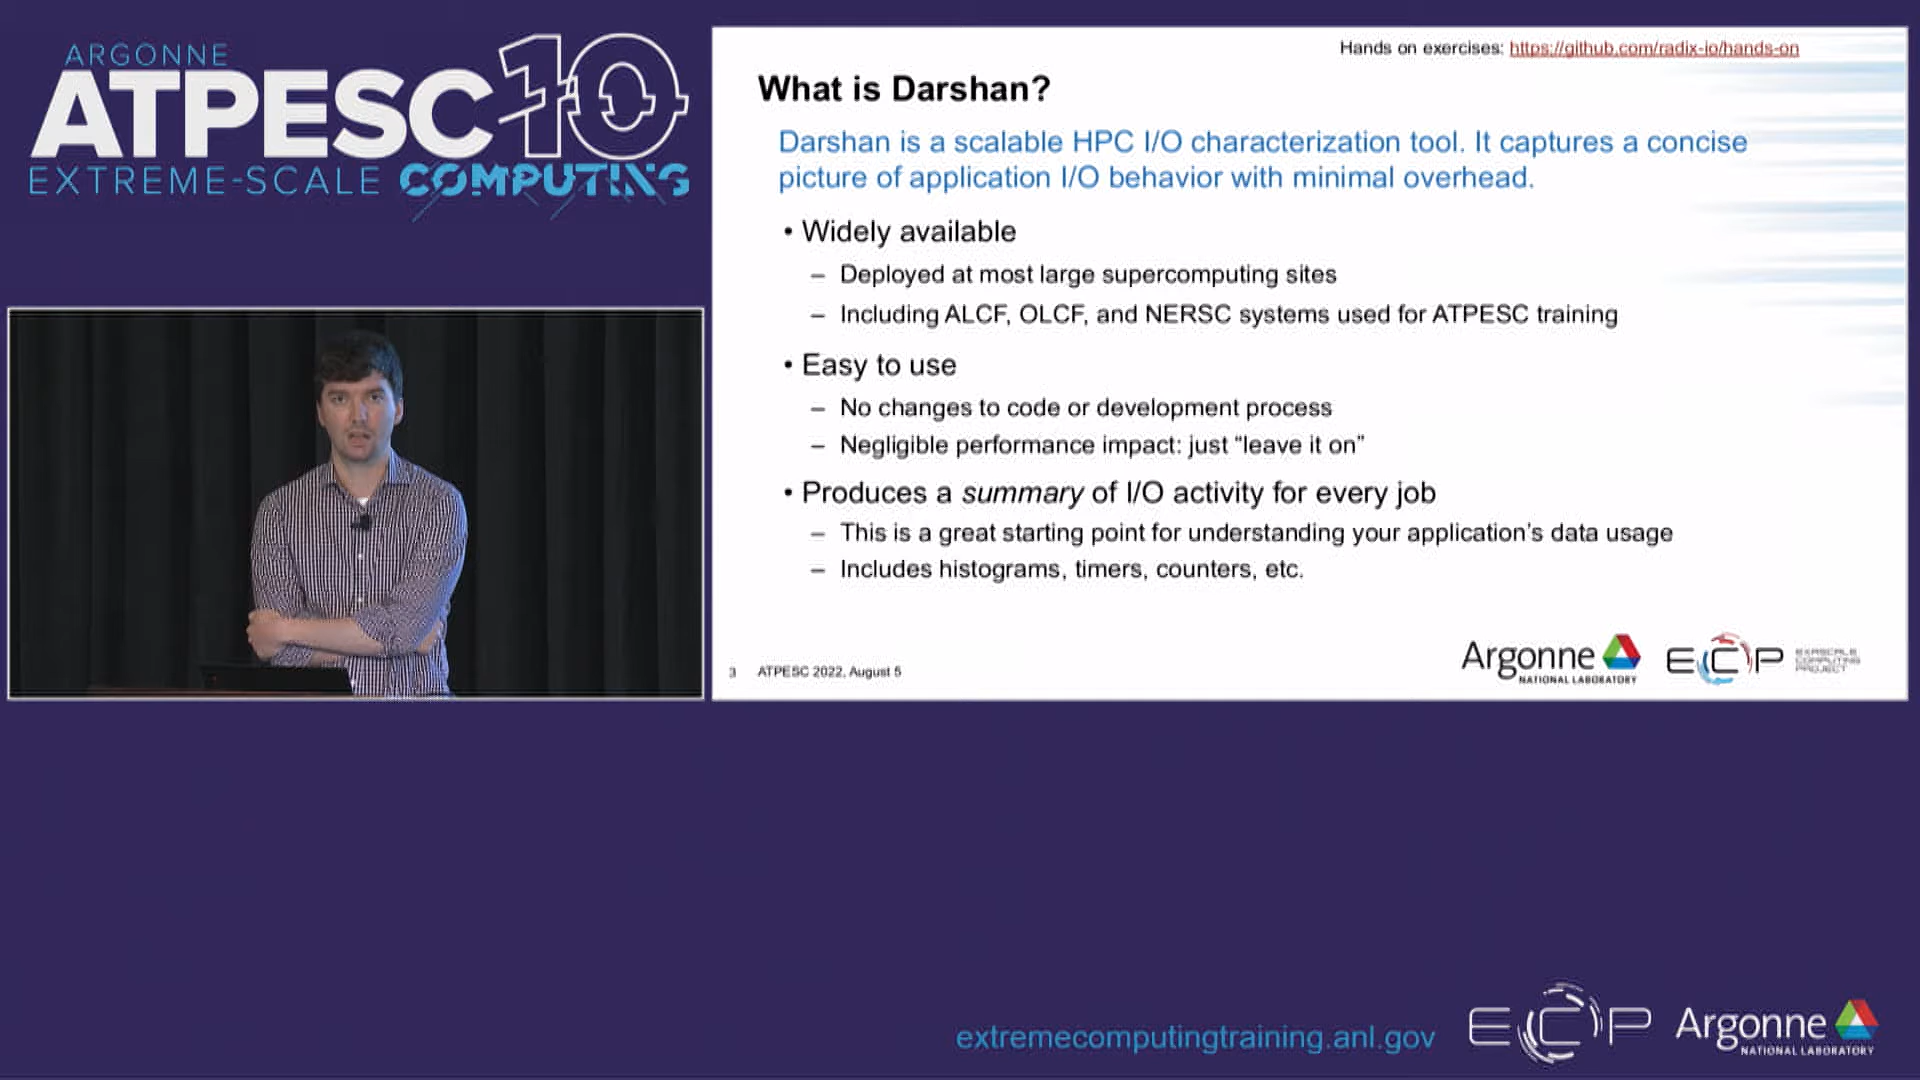 ARGONNE
ATPESC 10
EXTREME-SCALE COMPUTING
Hands on exercises: https://github.com/radix-io/hands-on
What is Darshan?
Darshan is a scalable HPC I/O characterization tool. It captures a concise
picture of application I/O behavior with minimal overhead.
• Widely available
– Deployed at most large supercomputing sites
– Including ALCF, OLCF, and NERSC systems used for ATPESC training
• Easy to use
– No changes to code or development process
– Negligible performance impact: just “leave it on”
• Produces a summary of I/O activity for every job
– This is a great starting point for understanding your application's data usage
– Includes histograms, timers, counters, etc.
3 ATPESC 2022, August 5
Argonne
NATIONAL LABORATORY
ECP
EXASCALE
COMPUTING
PROJECT
extremecomputingtraining.anl.gov
ECP
Argonne
NATIONAL LABORATORY